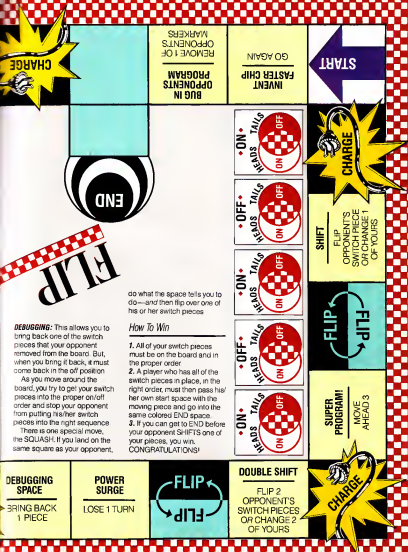 CHARGE
BUG IN
OPPONENTS
PROGRAM
REMOVE 1 OF
OPPONENTS
MARKERS
INVENT
FASTER CHIP
GO AGAIN
START
END
FLIP
• ON •
HEADS TAILS
ON OFF
• OFF •
HEADS TAILS
ON OFF
• ON •
HEADS TAILS
ON OFF
• OFF •
HEADS TAILS
ON OFF
• ON •
HEADS TAILS
ON OFF
CHARGE
SHIFT
FLIP
OPPONENT'S
SWITCH PIECE
OR CHANGE 1
OF YOURS
FLIP
FLIP
SUPER
PROGRAM!
MOVE
AHEAD 3
DEBUGGING: This allows you to
bring back one of the switch
pieces that your opponent
removed from the board. But,
when you bring it back, it must
come back in the off position
As you move around the
board, you try to get your switch
pieces into the proper on/off
order and stop your opponent
from putting his/her switch
pieces into the right sequence.
There is one special move,
the SQUASH. If you land on the
same square as your opponent,
do what the space tells you to
do—and then flip over one of
his or her switch pieces
How To Win
1. All of your switch pieces
must be on the board and in
the proper order
2. A player who has all of the
switch pieces in place, in the
right order, must then pass his/
her own start space with the
moving piece and go into the
same colored END space.
3. If you can get to END before
your opponent SHIFTS one of
your pieces, you win.
CONGRATULATIONS!
DEBUGGING
SPACE
BRING BACK
1 PIECE
POWER
SURGE
LOSE 1 TURN
FLIP
FLIP
DOUBLE SHIFT
FLIP 2
OPPONENT'S
SWITCH PIECES
OR CHANGE 2
OF YOURS
CHARGE